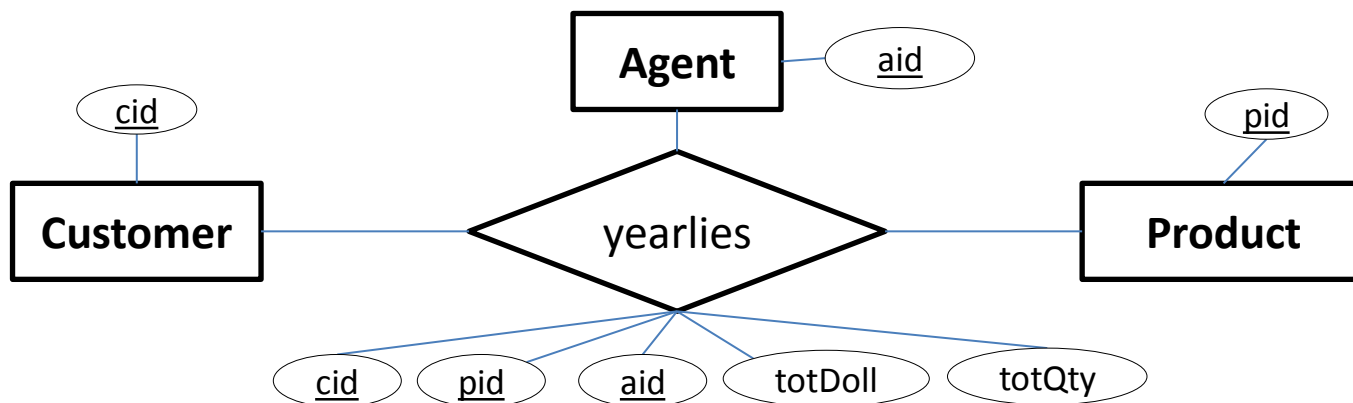 Agent
aid
cid
pid
Customer
yearlies
Product
cid
pid
aid
totDoll
totQty